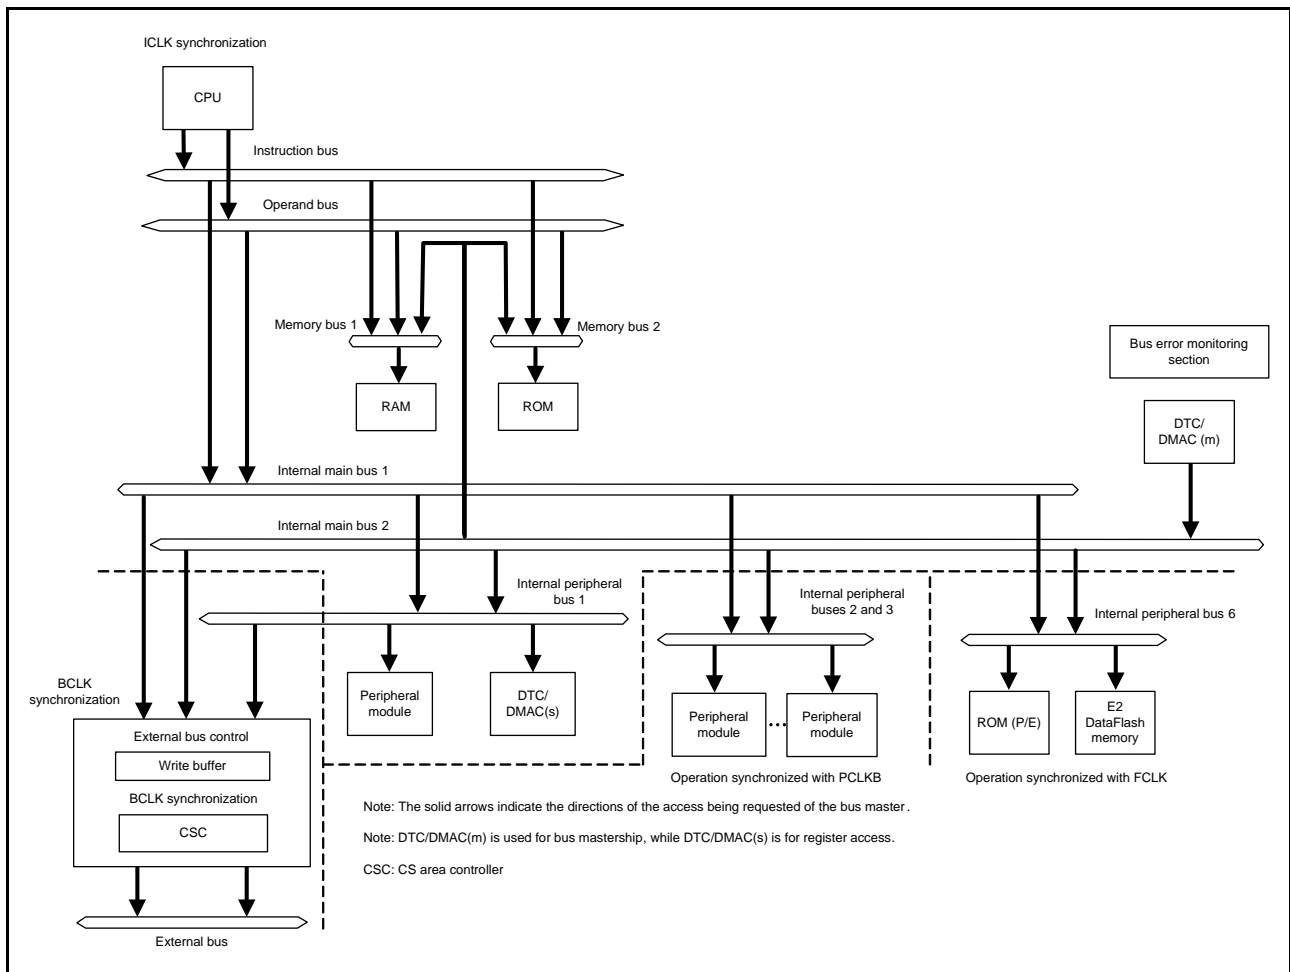 ICLK synchronization
CPU
Instruction bus
Operand bus
Memory bus 1
Memory bus 2
RAM
ROM
Bus error monitoring
section
DTC/
DMAC (m)
Internal main bus 1
Internal main bus 2
Internal peripheral
bus 1
Internal peripheral
buses 2 and 3
Internal peripheral bus 6
BCLK
synchronization
Peripheral
module
DTC/
DMAC(s)
Peripheral
module
...
Peripheral
module
ROM (P/E)
E2
DataFlash
memory
External bus control
Write buffer
BCLK synchronization
CSC
Operation synchronized with PCLKB
Operation synchronized with FCLK
Note: The solid arrows indicate the directions of the access being requested of the bus master.
Note: DTC/DMAC(m) is used for bus mastership, while DTC/DMAC(s) is for register access.
CSC: CS area controller
External bus